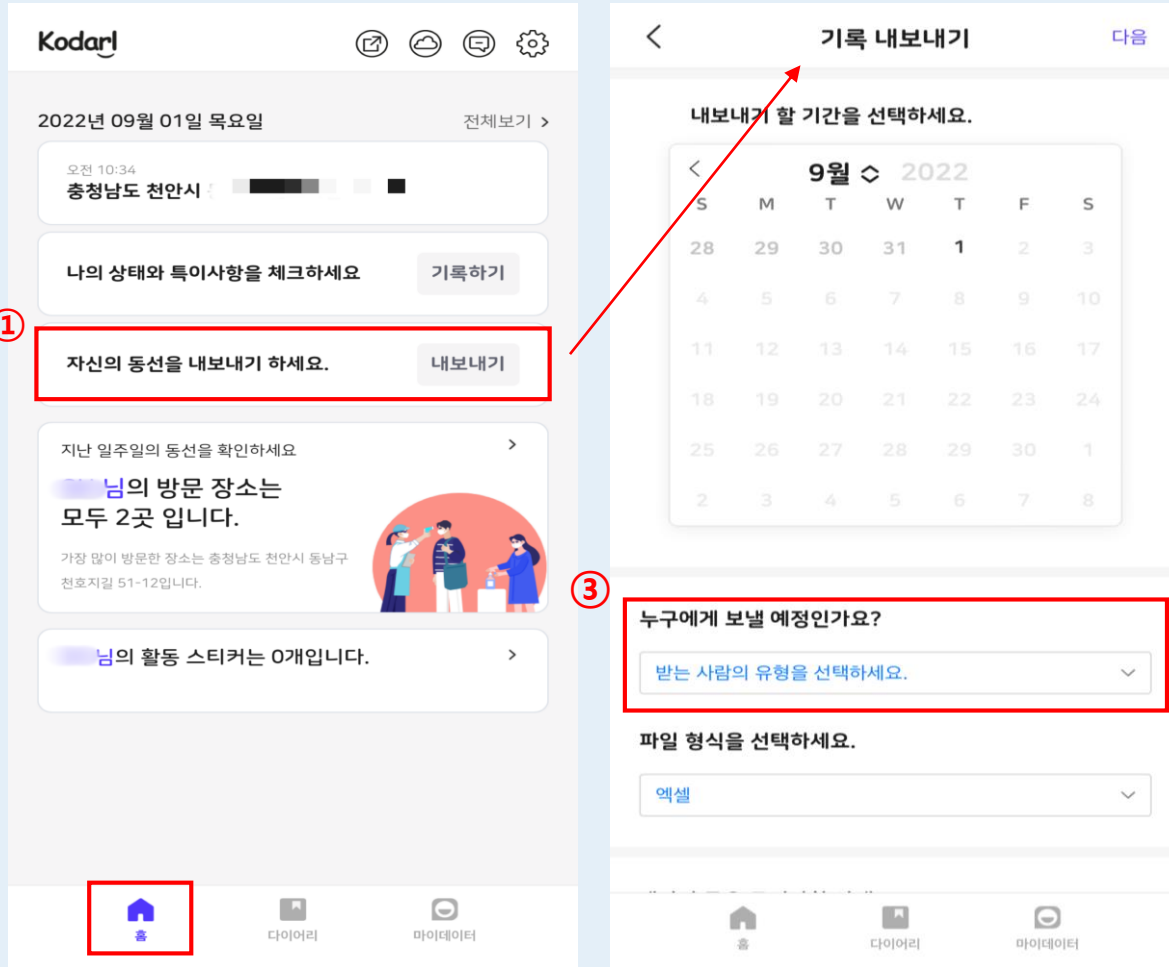 Kodarl
2022년 09월 01일 목요일
전체보기 >
오전 10:34
충청남도 천안시
나의 상태와 특이사항을 체크하세요
기록하기
①
자신의 동선을 내보내기 하세요.
내보내기
지난 일주일의 동선을 확인하세요
님의 방문 장소는
모두 2곳 입니다.
가장 많이 방문한 장소는 충청남도 천안시 동남구
천호지길 51-12입니다.
님의 활동 스티커는 0개입니다.
홈
다이어리
마이데이터
기록 내보내기
다음
내보내기 할 기간을 선택하세요.
9월 2022
S M T W T F S
28 29 30 31 1 2 3
4 5 6 7 8 9 10
11 12 13 14 15 16 17
18 19 20 21 22 23 24
25 26 27 28 29 30 1
2 3 4 5 6 7 8
③
누구에게 보낼 예정인가요?
받는 사람의 유형을 선택하세요.
파일 형식을 선택하세요.
엑셀
홈
다이어리
마이데이터